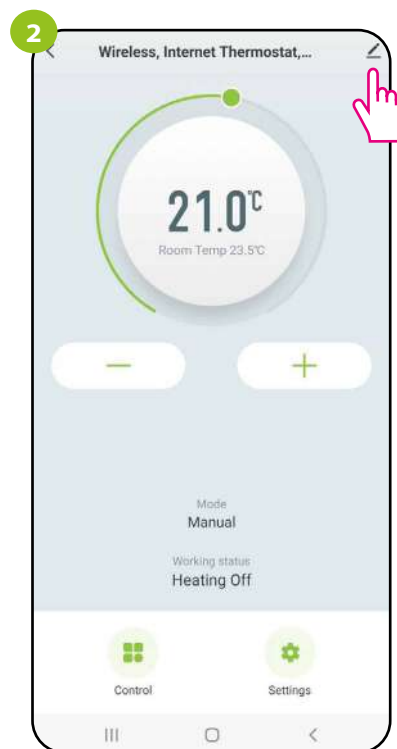 2
Wireless, Internet Thermostat,...
21.0℃
Room Temp 23.5℃
Mode
Manual
Working status
Heating Off
Control Settings